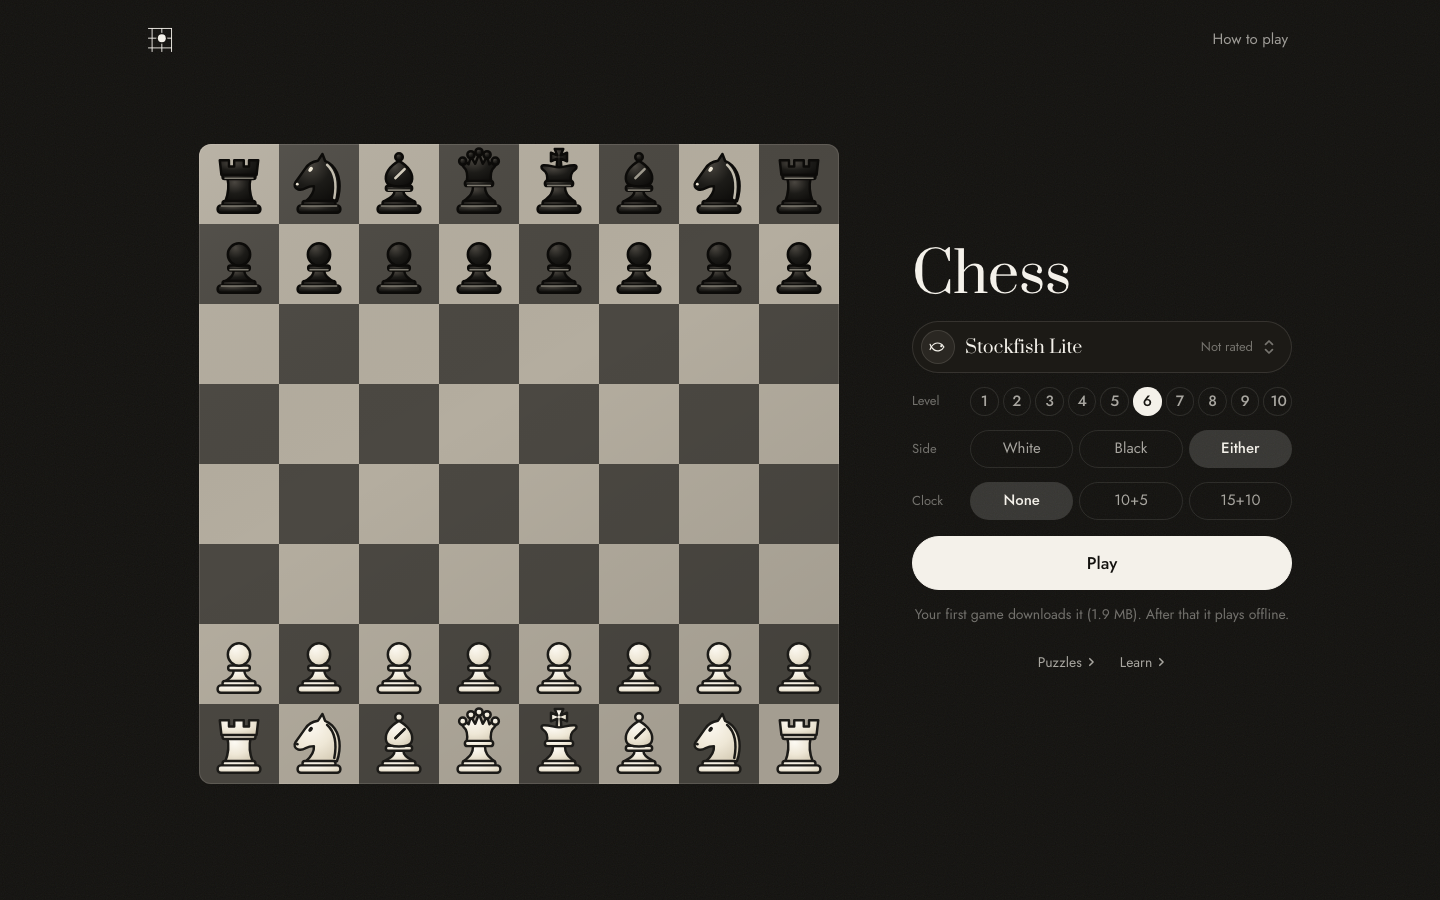 How to play
Chess
Stockfish Lite
Not rated
Level
1 2 3 4 5 6 7 8 9 10
Side
White Black Either
Clock
None 10+5 15+10
Play
Your first game downloads it (1.9 MB). After that it plays offline.
Puzzles Learn